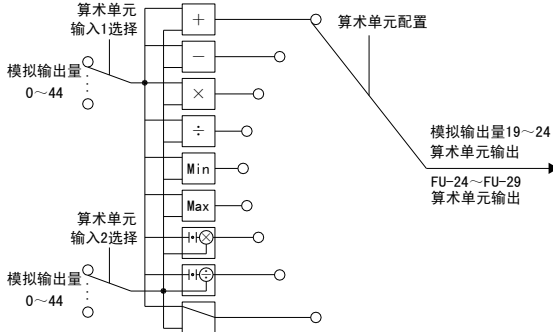 算术单元
输入1选择
模拟输出量
0～44
+
−
×
÷
Min
Max
|•|×
|•|÷
算术单元
输入2选择
模拟输出量
0～44
算术单元配置
模拟输出量19～24
算术单元输出
FU-24～FU-29
算术单元输出